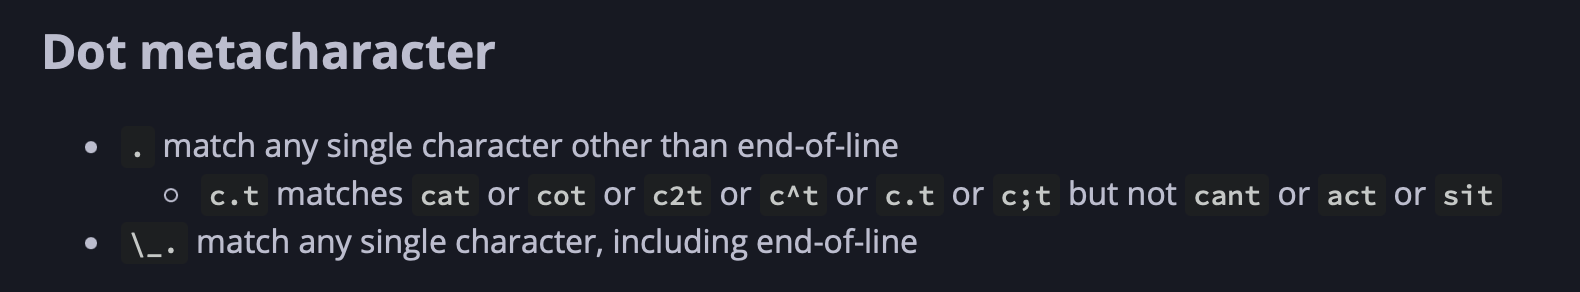 Dot metacharacter
• . match any single character other than end-of-line
◦ c.t matches cat or cot or c2t or c^t or c.t or c;t but not cant or act or sit
• \_. match any single character, including end-of-line